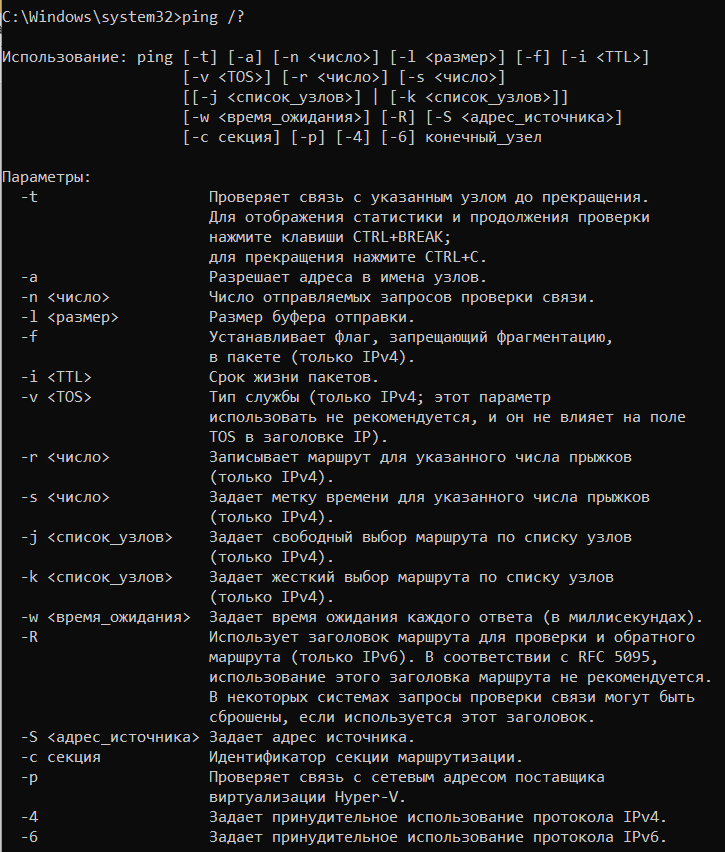 C:\Windows\system32>ping /?
Использование: ping [-t] [-a] [-n <число>] [-l <размер>] [-f] [-i <TTL>]
[-v <TOS>] [-r <число>] [-s <число>]
[[-j <список_узлов>] | [-k <список_узлов>]]
[-w <время_ожидания>] [-R] [-S <адрес_источника>]
[-c секция] [-p] [-4] [-6] конечный_узел
Параметры:
-t Проверяет связь с указанным узлом до прекращения.
Для отображения статистики и продолжения проверки
нажмите клавиши CTRL+BREAK;
для прекращения нажмите CTRL+C.
-a Разрешает адреса в имена узлов.
-n <число> Число отправляемых запросов проверки связи.
-l <размер> Размер буфера отправки.
-f Устанавливает флаг, запрещающий фрагментацию,
в пакете (только IPv4).
-i <TTL> Срок жизни пакетов.
-v <TOS> Тип службы (только IPv4; этот параметр
использовать не рекомендуется, и он не влияет на поле
TOS в заголовке IP).
-r <число> Записывает маршрут для указанного числа прыжков
(только IPv4).
-s <число> Задает метку времени для указанного числа прыжков
(только IPv4).
-j <список_узлов> Задает свободный выбор маршрута по списку узлов
(только IPv4).
-k <список_узлов> Задает жесткий выбор маршрута по списку узлов
(только IPv4).
-w <время_ожидания> Задает время ожидания каждого ответа (в миллисекундах).
-R Использует заголовок маршрута для проверки и обратного
маршрута (только IPv6). В соответствии с RFC 5095,
использование этого заголовка маршрута не рекомендуется.
В некоторых системах запросы проверки связи могут быть
сброшены, если используется этот заголовок.
-S <адрес_источника> Задает адрес источника.
-c секция Идентификатор секции маршрутизации.
-p Проверяет связь с сетевым адресом поставщика
виртуализации Hyper-V.
-4 Задает принудительное использование протокола IPv4.
-6 Задает принудительное использование протокола IPv6.